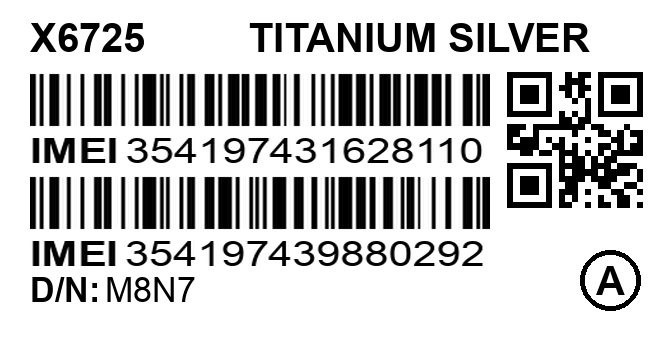 X6725 TITANIUM SILVER
IMEI 354197431628110
IMEI 354197439880292
D/N: M8N7
A